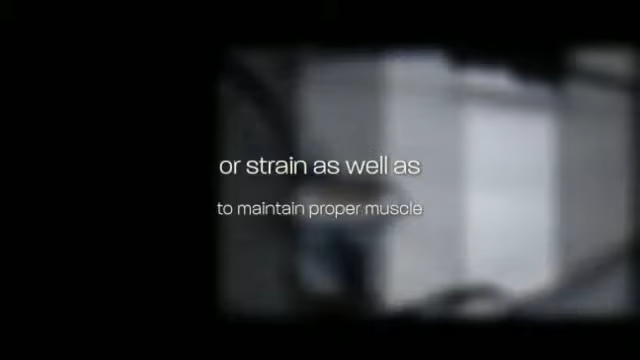 or strain as well as
to maintain proper muscle